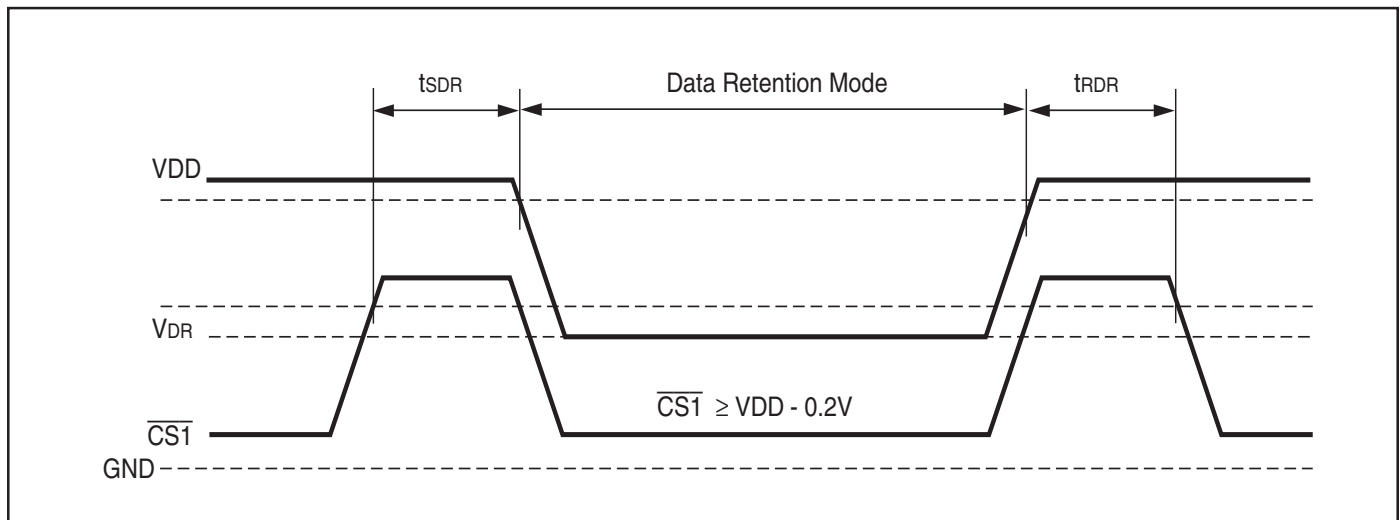 tSDR Data Retention Mode tRDR
VDD
VDR
CS1 ≥ VDD - 0.2V
CS1
GND